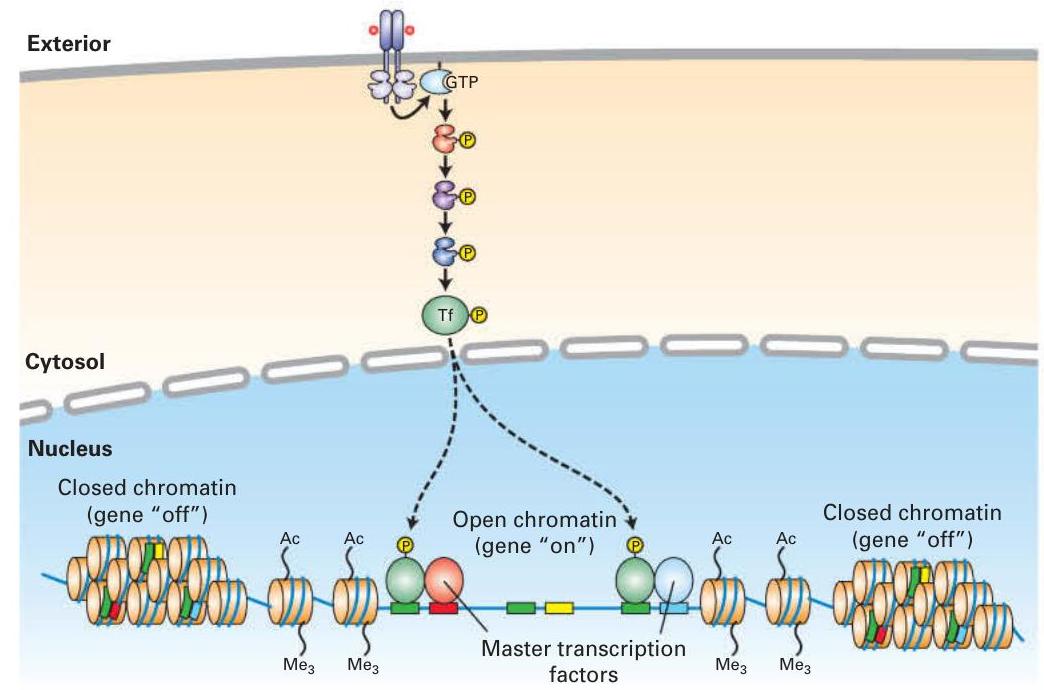 Exterior
GTP
P
P
P
Tf
P
Cytosol
Nucleus
Closed chromatin
(gene “off”)
Open chromatin
(gene “on”)
Closed chromatin
(gene “off”)
Ac
Ac
P
P
Ac
Ac
Me3
Me3
Master transcription
factors
Me3
Me3